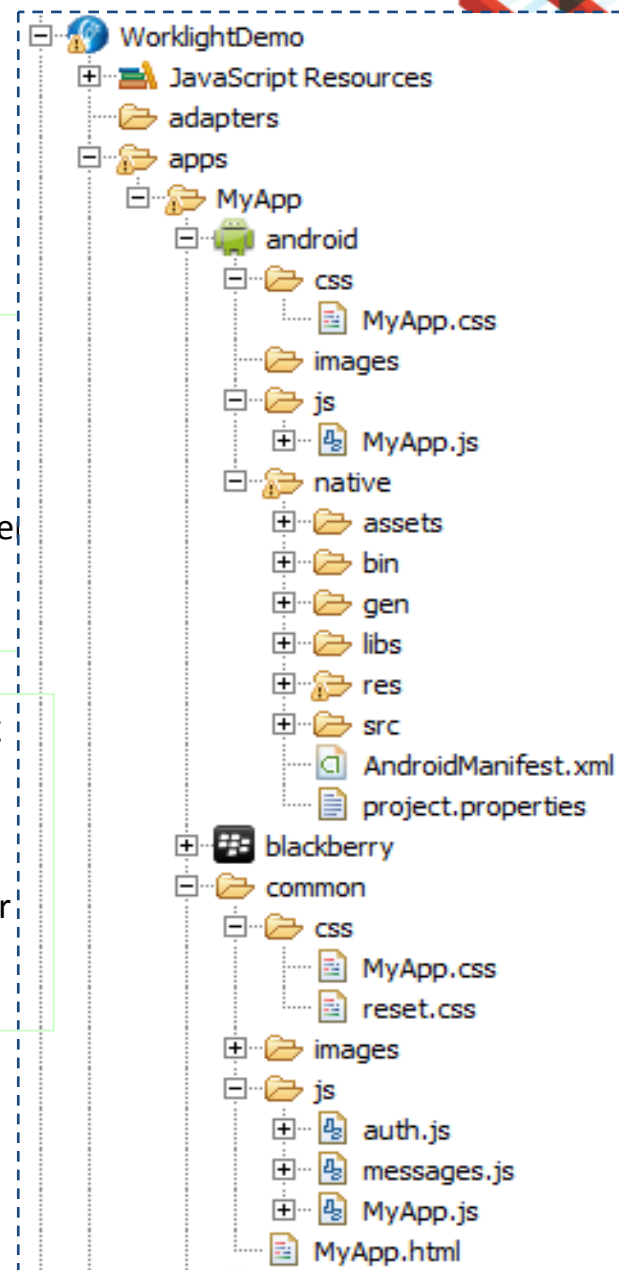 WorklightDemo
JavaScript Resources
adapters
apps
MyApp
android
css
MyApp.css
images
js
MyApp.js
native
assets
bin
gen
libs
res
src
AndroidManifest.xml
project.properties
blackberry
common
css
MyApp.css
reset.css
images
js
auth.js
messages.js
MyApp.js
MyApp.html